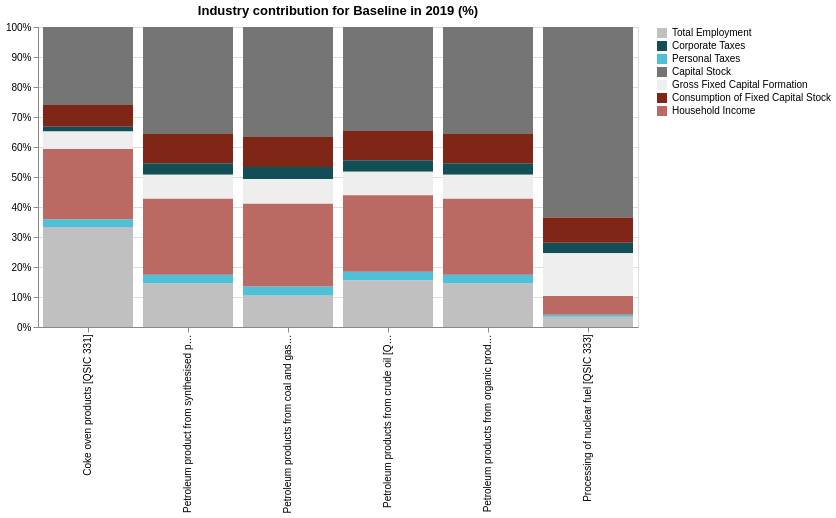 Industry contribution for Baseline in 2019 (%)
100%
90%
80%
70%
60%
50%
40%
30%
20%
10%
0%
Coke oven products [QSIC 331]
Petroleum product from synthesised p...
Petroleum products from coal and gas...
Petroleum products from crude oil [Q...
Petroleum products from organic prod...
Processing of nuclear fuel [QSIC 333]
Total Employment
Corporate Taxes
Personal Taxes
Capital Stock
Gross Fixed Capital Formation
Consumption of Fixed Capital Stock
Household Income